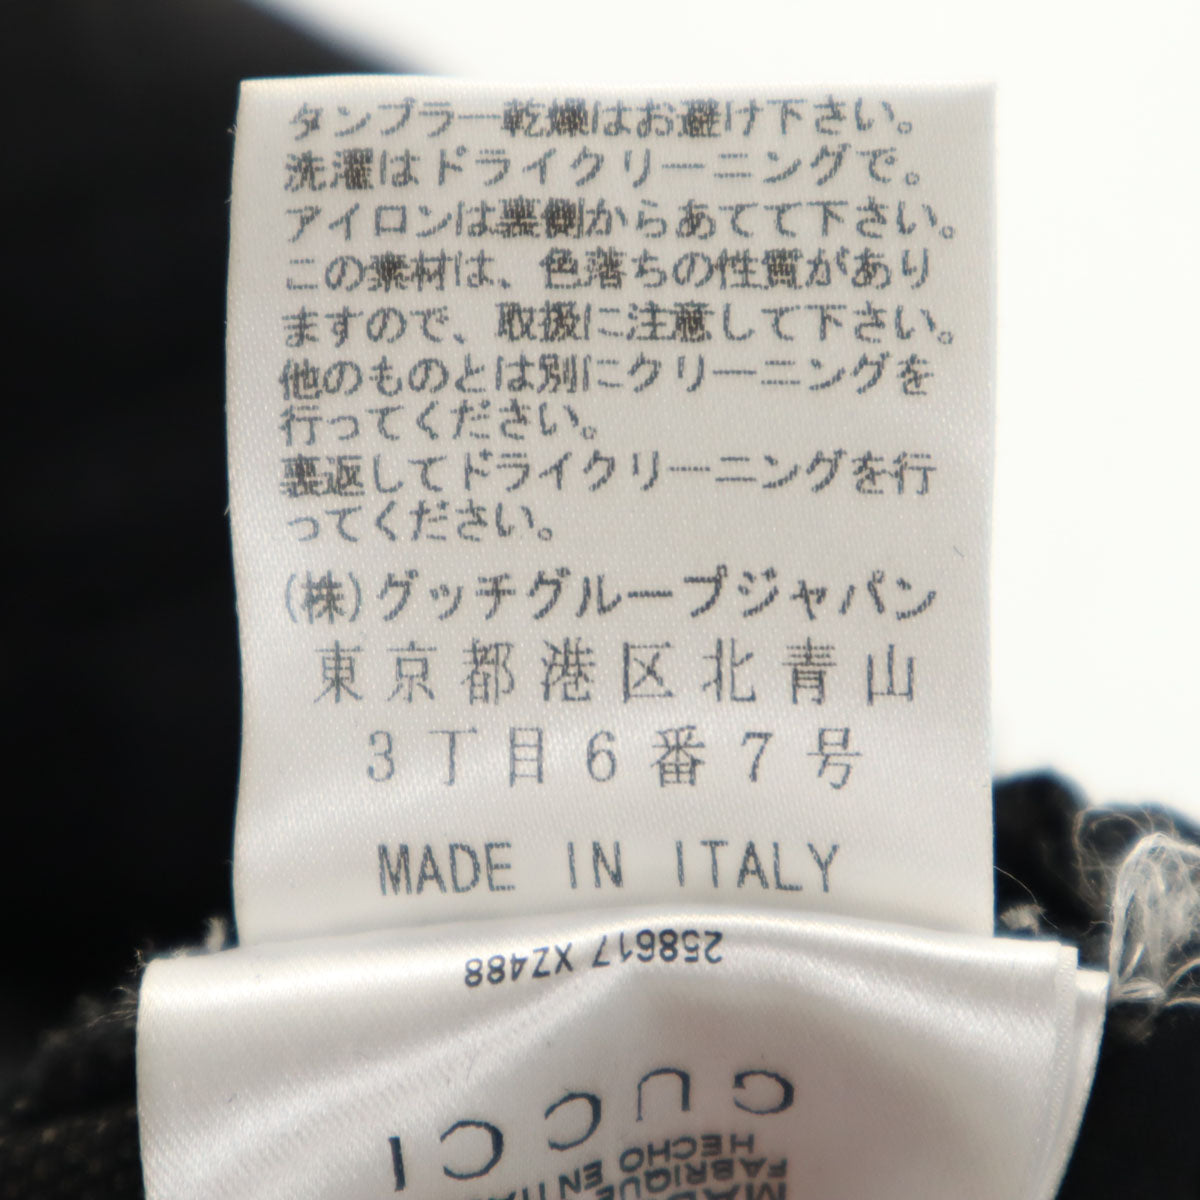 タンブラー乾燥はお避け下さい。
洗濯はドライクリーニングで。
アイロンは裏側からあてて下さい。
この素材は、色落ちの性質があり
ますので、取扱に注意して下さい。
他のものとは別にクリーニングを
行ってください。
裏返してドライクリーニングを行
ってください。
(株)グッチグループジャパン
東京都港区北青山
3丁目6番7号
MADE IN ITALY
258617 XZ488
GUCCI
HECHO EN
FABRIQUE EN